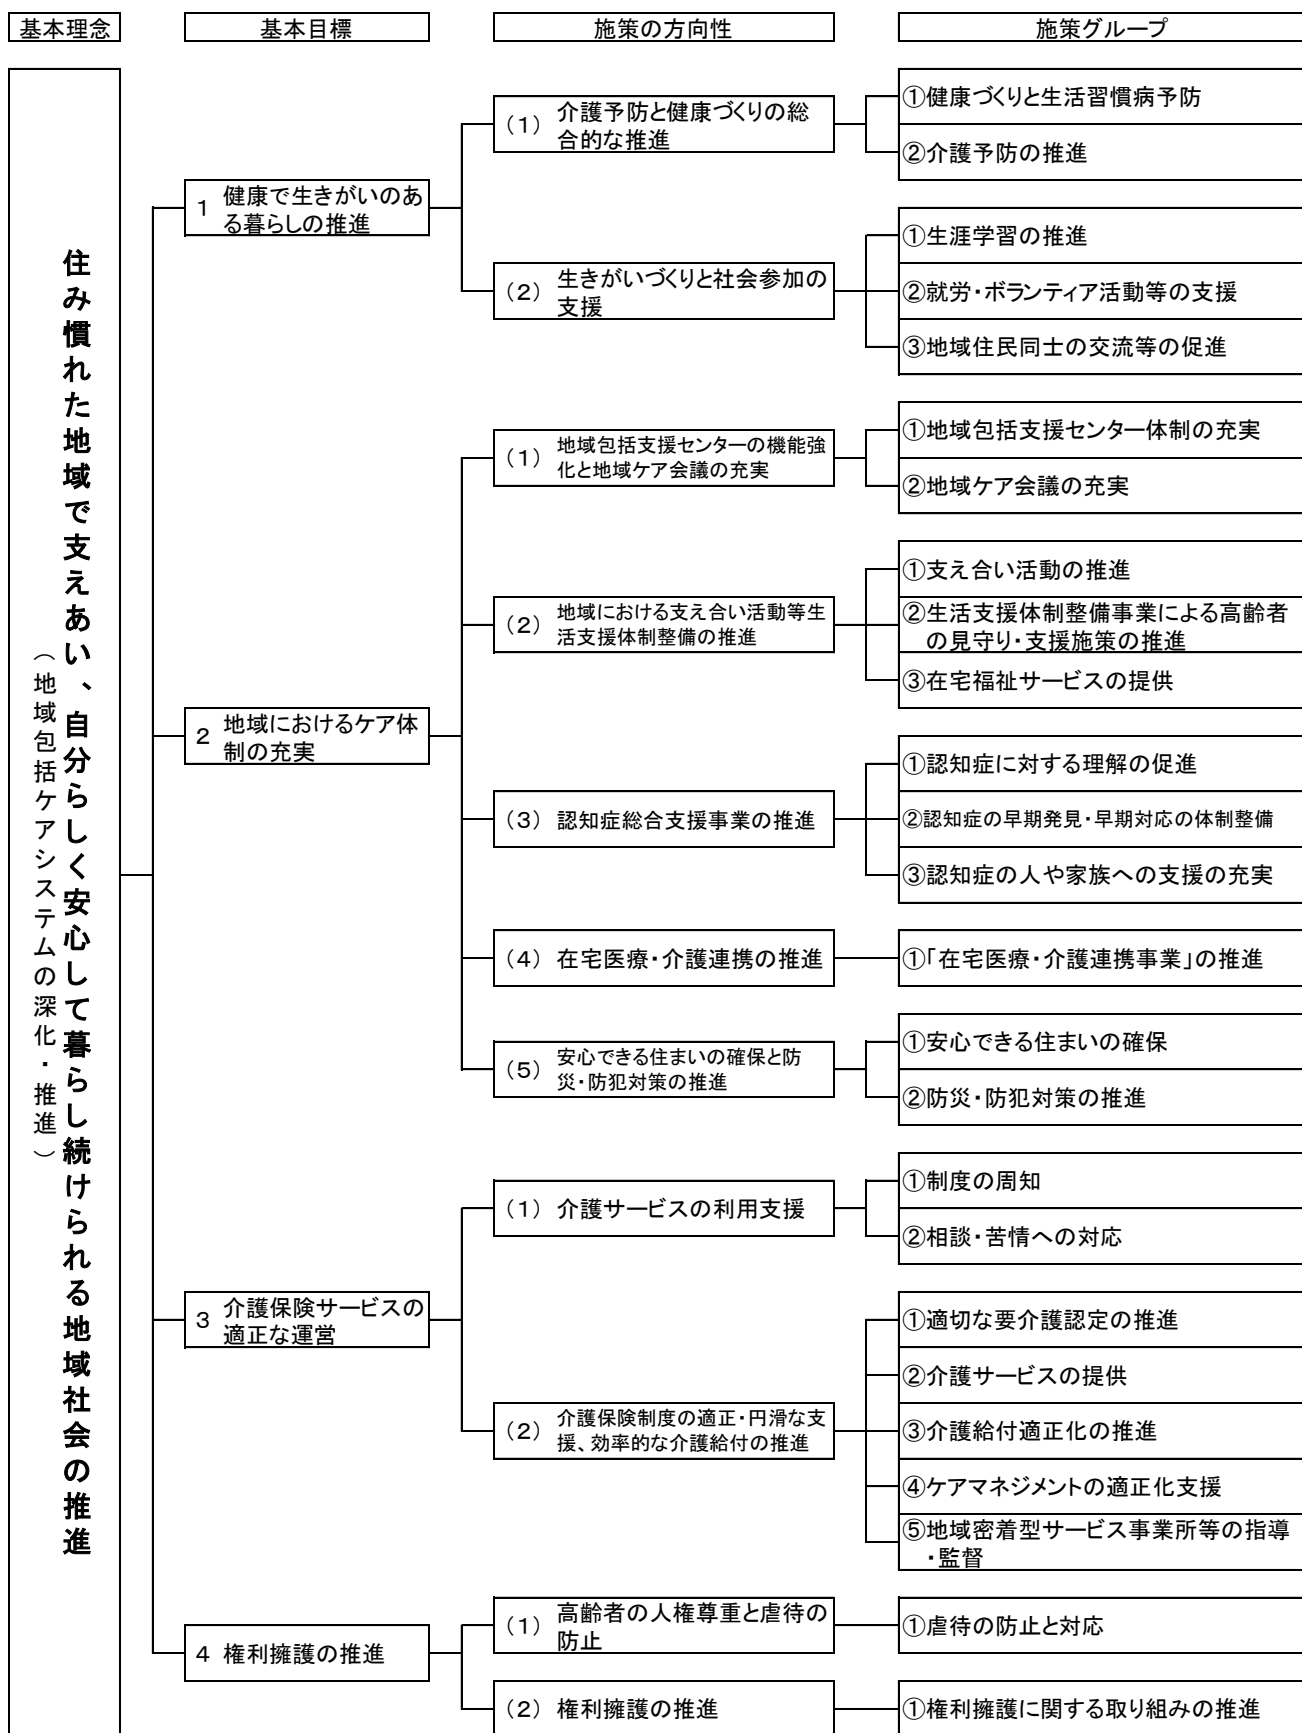 基本理念
基本目標
施策の方向性
施策グループ
住み慣れた地域で支えあい、自分らしく安心して暮らし続けられる地域社会の推進
（地域包括ケアシステムの深化・推進）
1 健康で生きがいのあ
る暮らしの推進
（1） 介護予防と健康づくりの総
合的な推進
①健康づくりと生活習慣病予防
②介護予防の推進
（2） 生きがいづくりと社会参加の
支援
①生涯学習の推進
②就労・ボランティア活動等の支援
③地域住民同士の交流等の促進
2 地域におけるケア体
制の充実
（1） 地域包括支援センターの機能強
化と地域ケア会議の充実
①地域包括支援センター体制の充実
②地域ケア会議の充実
（2） 地域における支え合い活動等生
活支援体制整備の推進
①支え合い活動の推進
②生活支援体制整備事業による高齢者
の見守り・支援施策の推進
③在宅福祉サービスの提供
（3） 認知症総合支援事業の推進
①認知症に対する理解の促進
②認知症の早期発見・早期対応の体制整備
③認知症の人や家族への支援の充実
（4） 在宅医療・介護連携の推進
①「在宅医療・介護連携事業」の推進
（5） 安心できる住まいの確保と防
災・防犯対策の推進
①安心できる住まいの確保
②防災・防犯対策の推進
3 介護保険サービスの
適正な運営
（1） 介護サービスの利用支援
①制度の周知
②相談・苦情への対応
（2） 介護保険制度の適正・円滑な支
援、効率的な介護給付の推進
①適切な要介護認定の推進
②介護サービスの提供
③介護給付適正化の推進
④ケアマネジメントの適正化支援
⑤地域密着型サービス事業所等の指導
・監督
4 権利擁護の推進
（1） 高齢者の人権尊重と虐待の
防止
①虐待の防止と対応
（2） 権利擁護の推進
①権利擁護に関する取り組みの推進